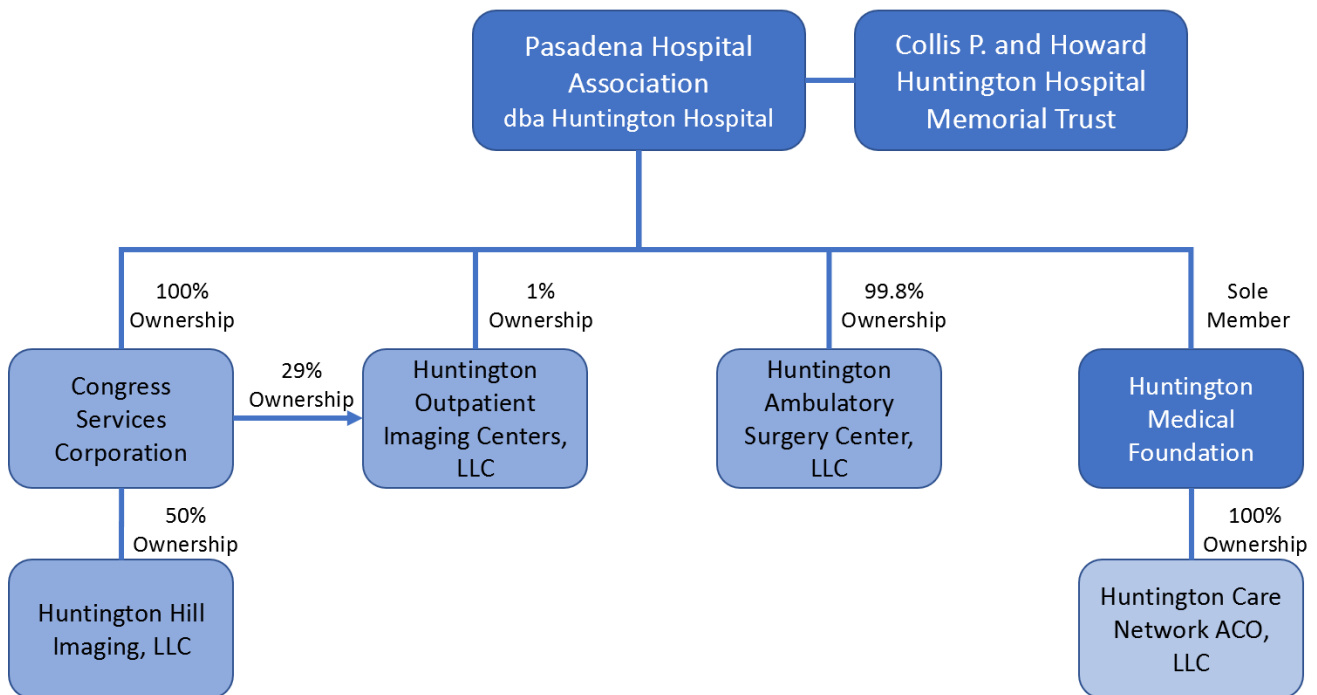 Pasadena Hospital
Association
dba Huntington Hospital
Collis P. and Howard
Huntington Hospital
Memorial Trust
100%
Ownership
1%
Ownership
99.8%
Ownership
Sole
Member
Congress
Services
Corporation
29%
Ownership
Huntington
Outpatient
Imaging Centers,
LLC
Huntington
Ambulatory
Surgery Center,
LLC
Huntington
Medical
Foundation
50%
Ownership
100%
Ownership
Huntington Hill
Imaging, LLC
Huntington Care
Network ACO,
LLC